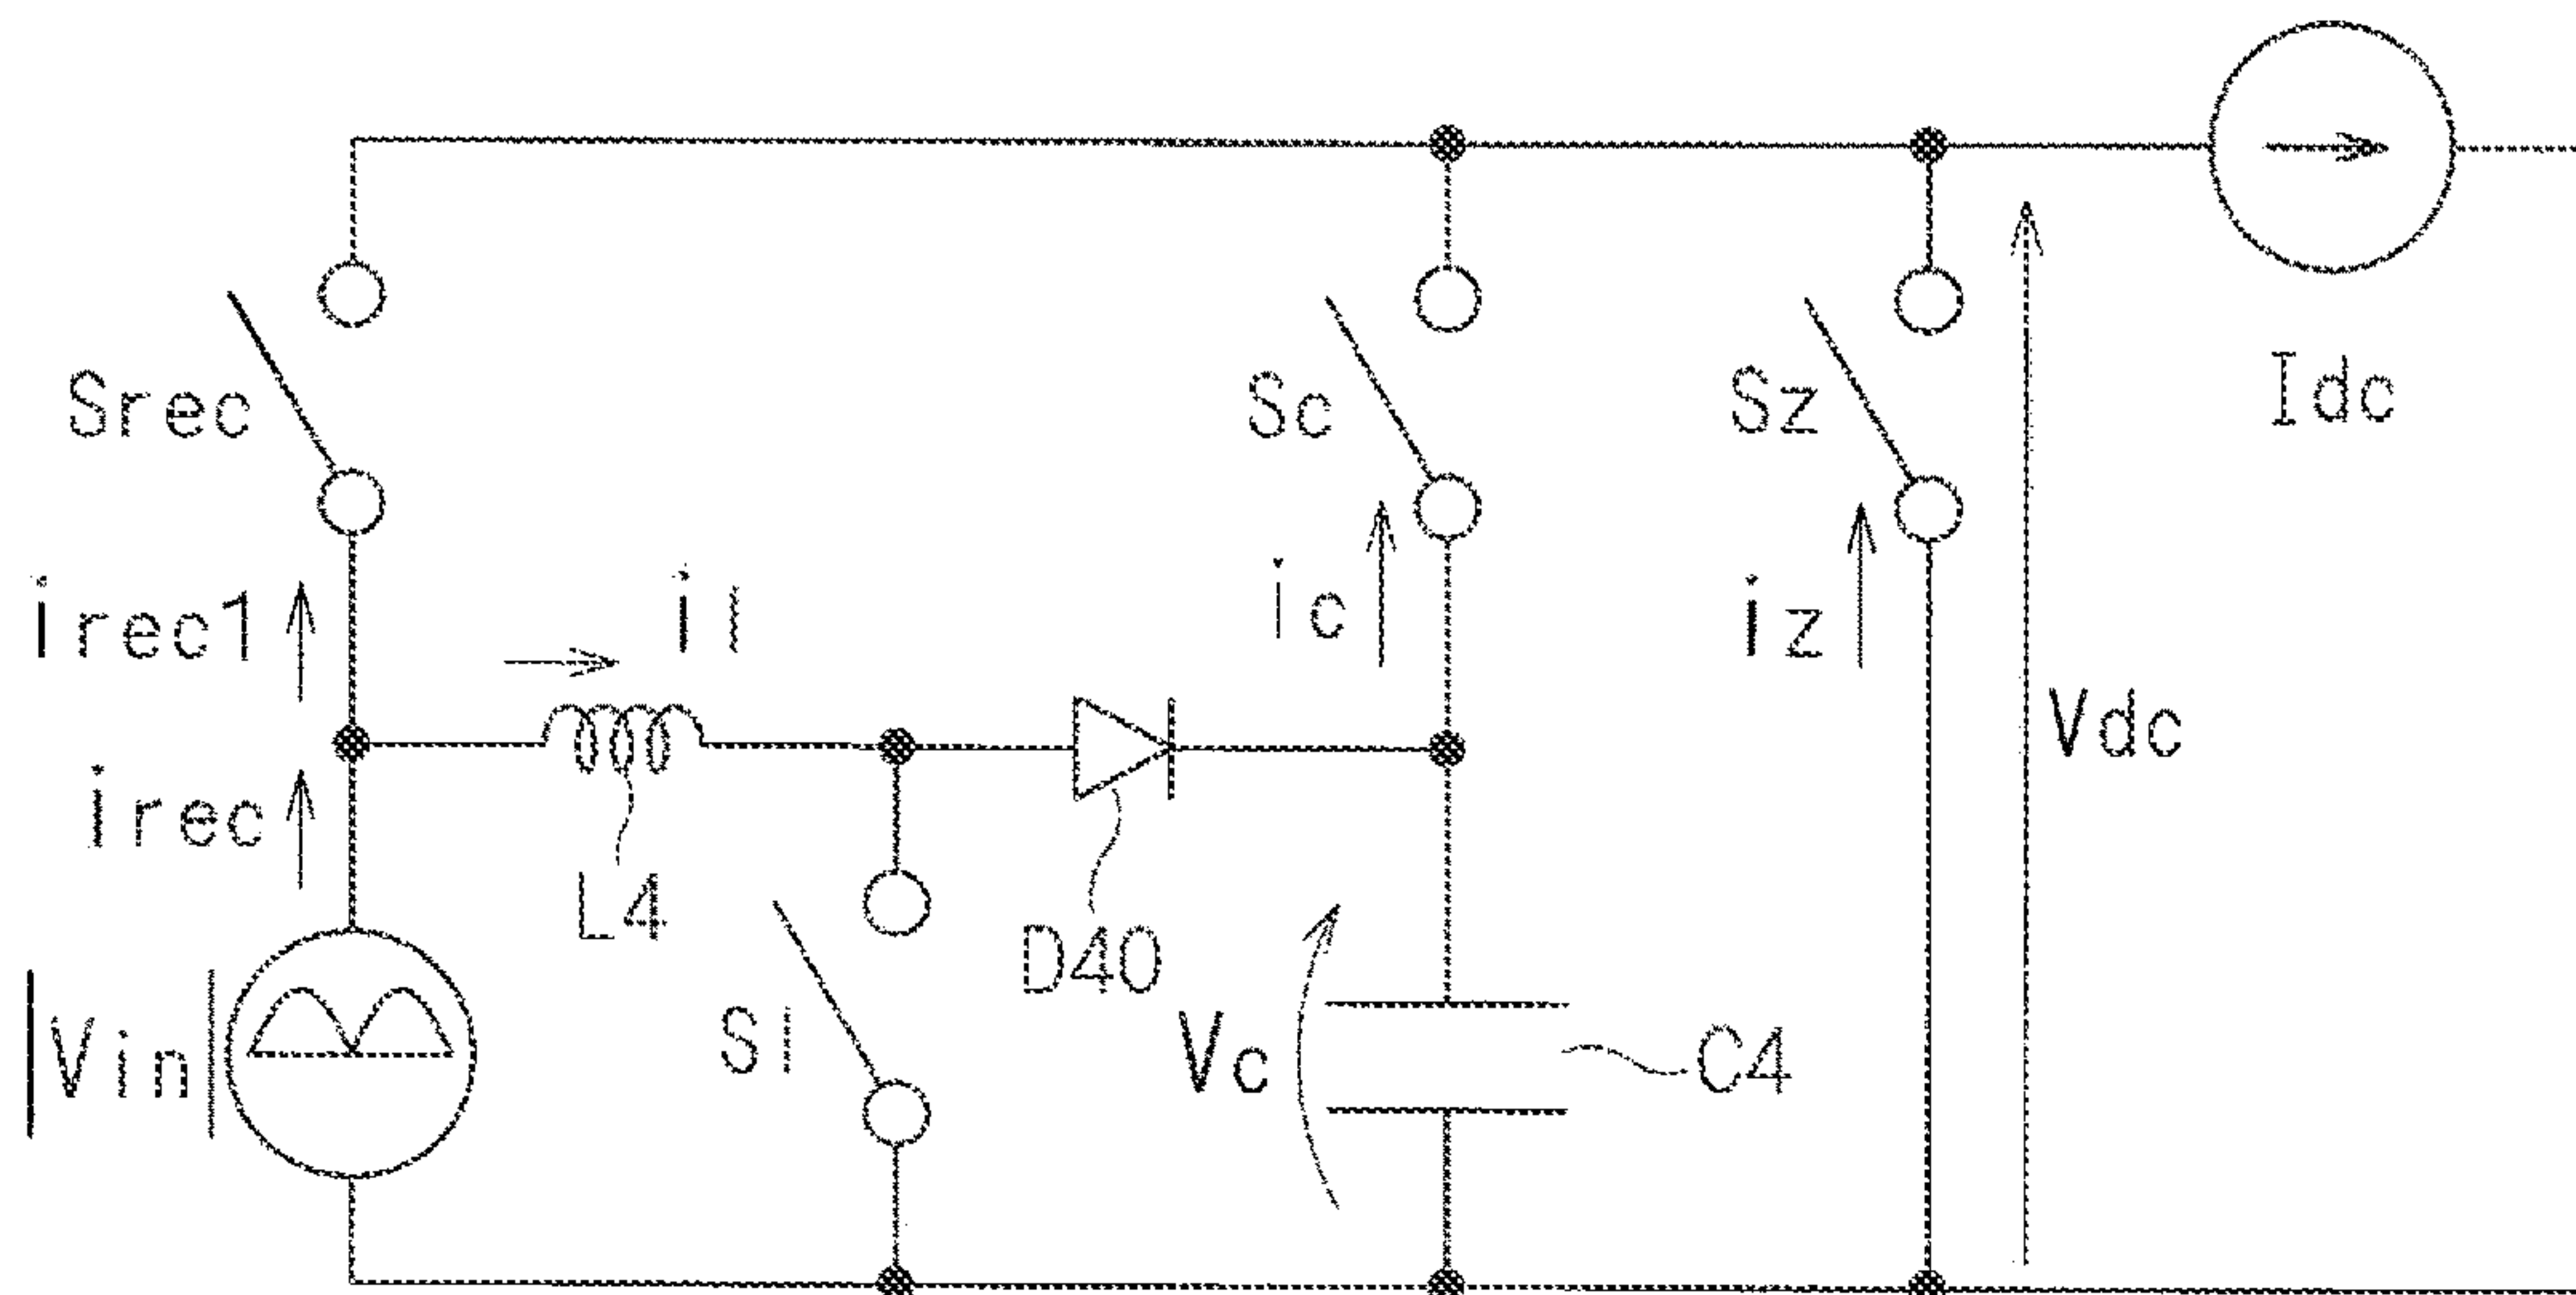 Srec
Sc
Sz
Idc
irec1
il
ic
iz
Vdc
irec
L4
D40
|Vin|
Sl
Vc
C4